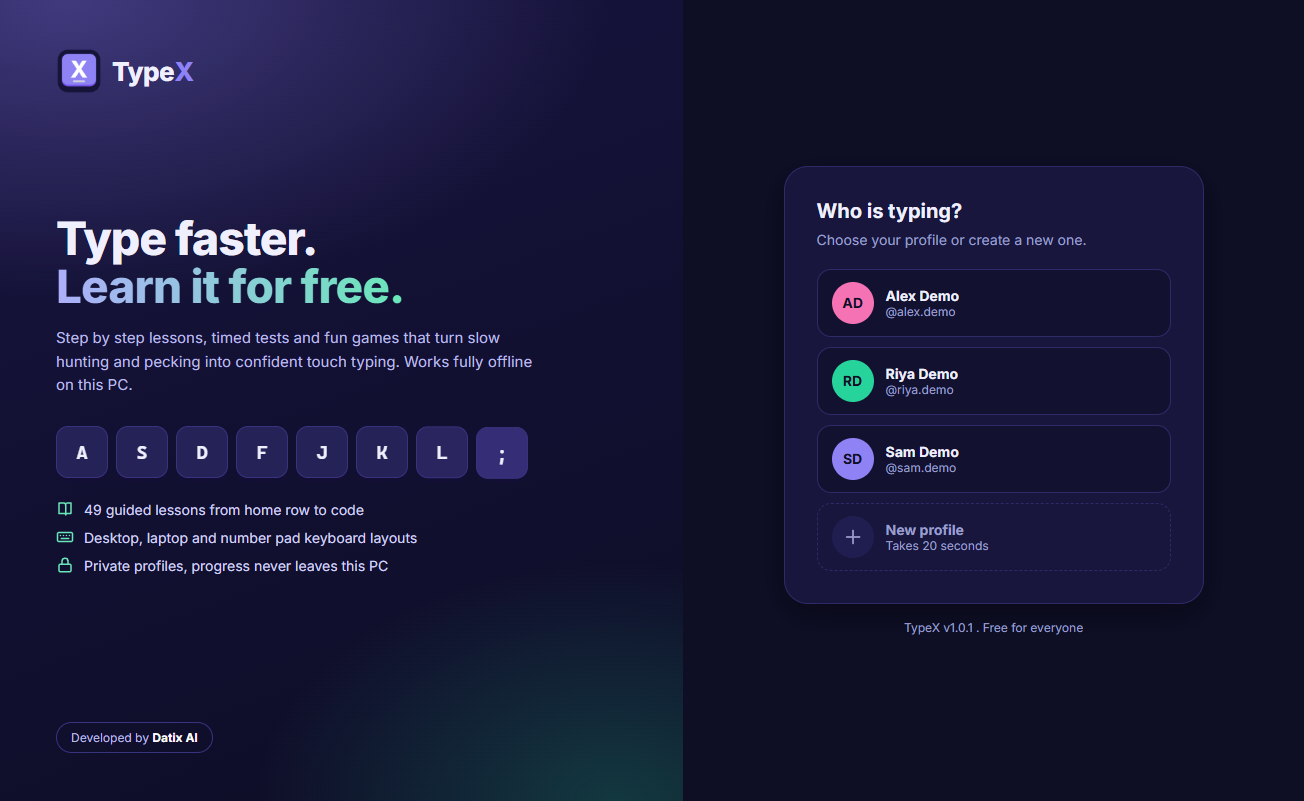 X TypeX
Type faster.
Learn it for free.
Step by step lessons, timed tests and fun games that turn slow
hunting and pecking into confident touch typing. Works fully offline
on this PC.
A S D F J K L ;
49 guided lessons from home row to code
Desktop, laptop and number pad keyboard layouts
Private profiles, progress never leaves this PC
Developed by Datix AI
Who is typing?
Choose your profile or create a new one.
AD Alex Demo
@alex.demo
RD Riya Demo
@riya.demo
SD Sam Demo
@sam.demo
New profile
Takes 20 seconds
TypeX v1.0.1 . Free for everyone